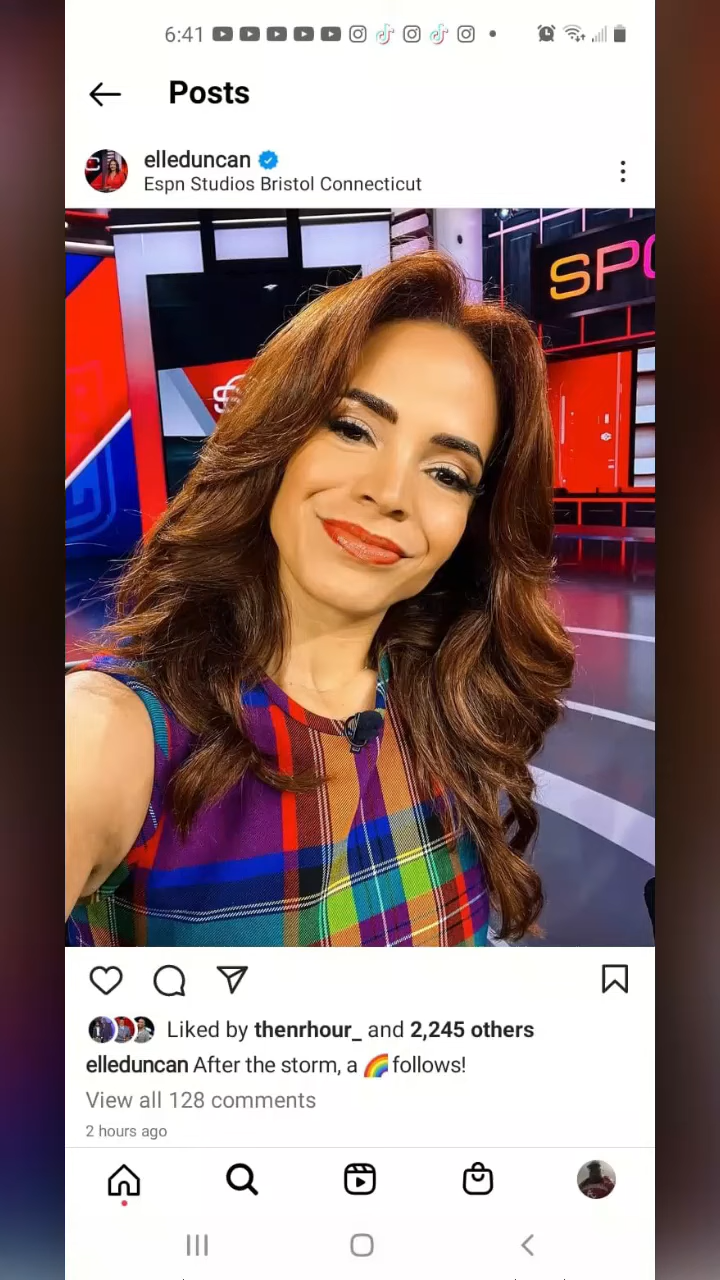 6:41
Posts
elleduncan
Espn Studios Bristol Connecticut
SPO
Liked by thenrhour_ and 2,245 others
elleduncan After the storm, a 🌈 follows!
View all 128 comments
2 hours ago